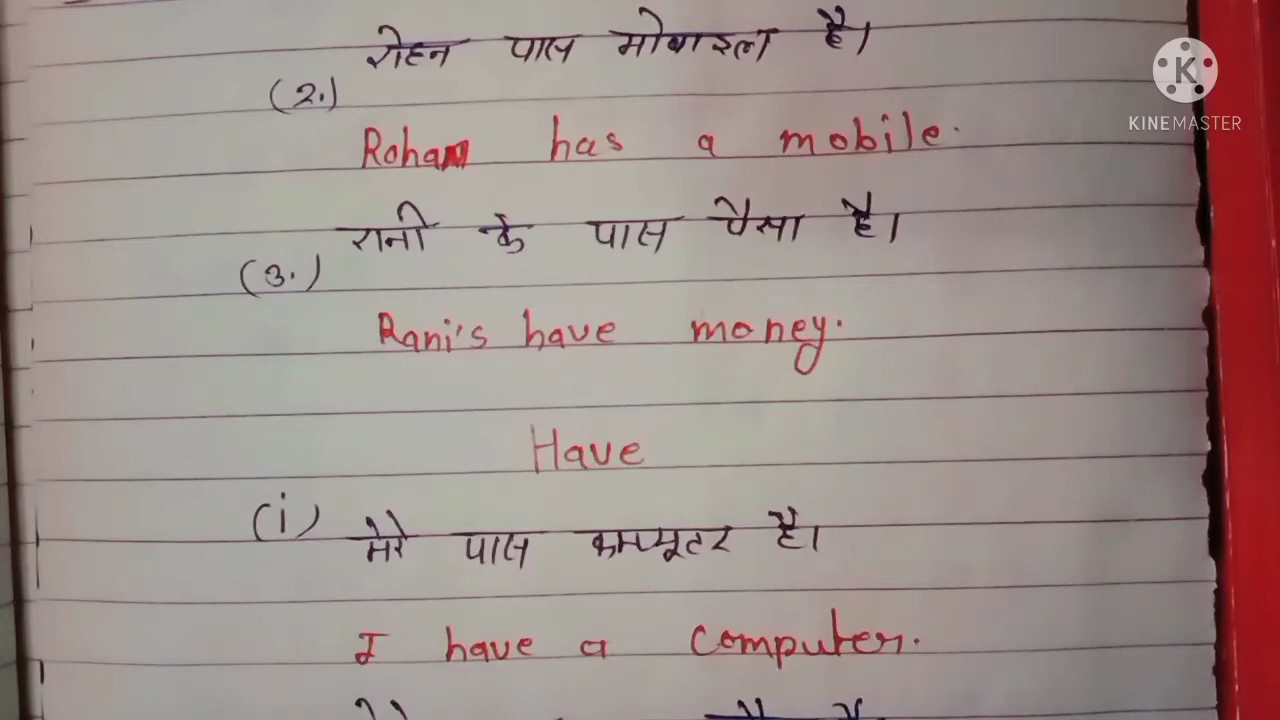 रोहन पास मोबाइल है।
(2.)
Rohan has a mobile.
KINEMASTER
रानी के पास पैसा है।
(3.)
Rani's have money.
Have
(i) मेरे पास कम्प्यूटर है।
I have a computer.